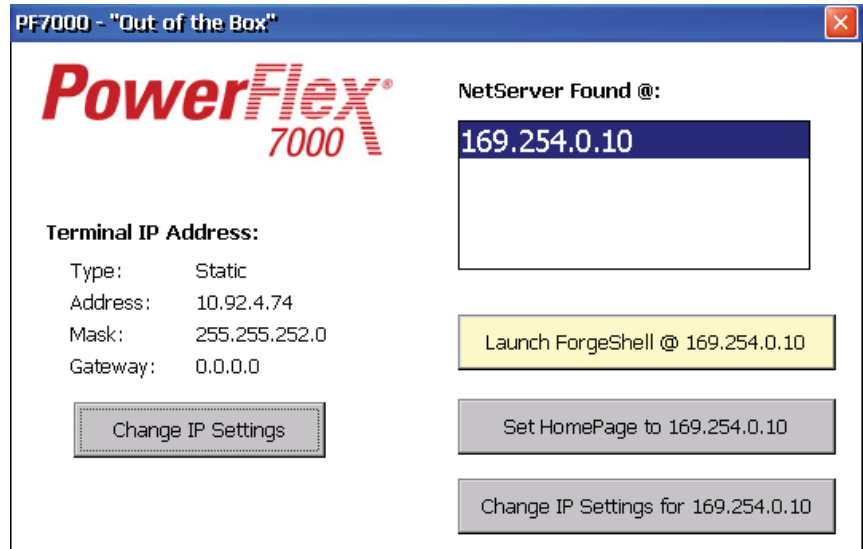 PF7000 - "Out of the Box"
PowerFlex®
7000
NetServer Found @:
169.254.0.10
Terminal IP Address:
Type: Static
Address: 10.92.4.74
Mask: 255.255.252.0
Gateway: 0.0.0.0
Change IP Settings
Launch ForgeShell @ 169.254.0.10
Set HomePage to 169.254.0.10
Change IP Settings for 169.254.0.10